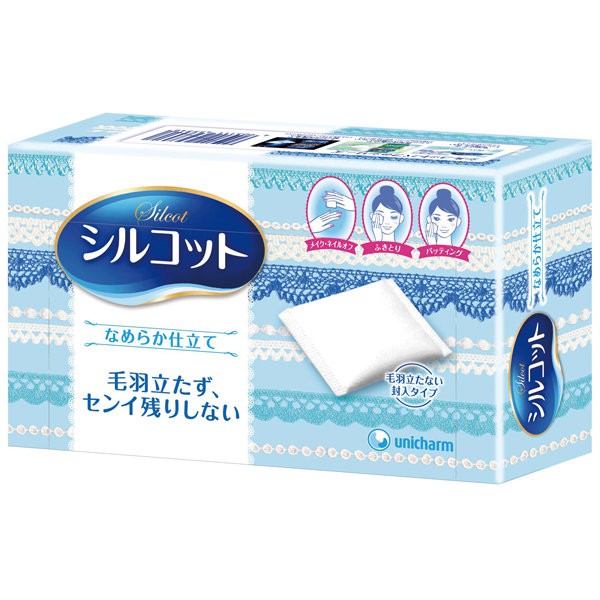 Silcot
シルコット
なめらか仕立て
毛羽立たず、
センイ残りしない
メイク・ネイルオフ
ふきとり
パッティング
毛羽立たない
封入タイプ
unicharm
なめらか仕立て
Silcot
シルコット